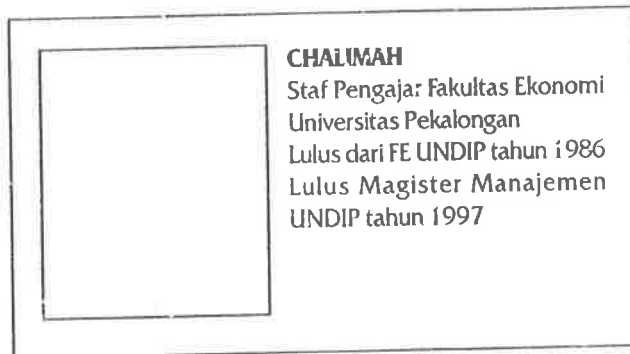 CHALIMAH
Staf Pengajar Fakultas Ekonomi
Universitas Pekalongan
Lulus dari FE UNDIP tahun 1986
Lulus Magister Manajemen
UNDIP tahun 1997